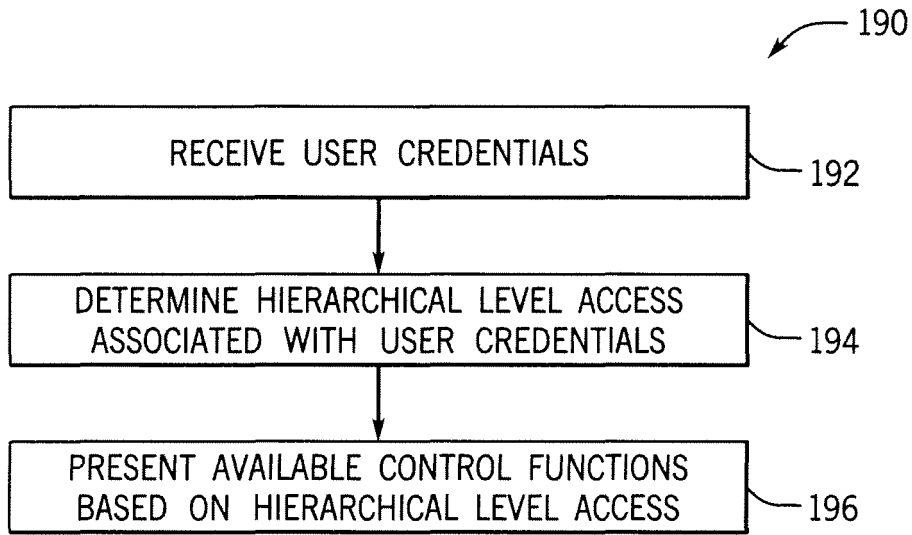 190
RECEIVE USER CREDENTIALS
192
DETERMINE HIERARCHICAL LEVEL ACCESS
ASSOCIATED WITH USER CREDENTIALS
194
PRESENT AVAILABLE CONTROL FUNCTIONS
BASED ON HIERARCHICAL LEVEL ACCESS
196